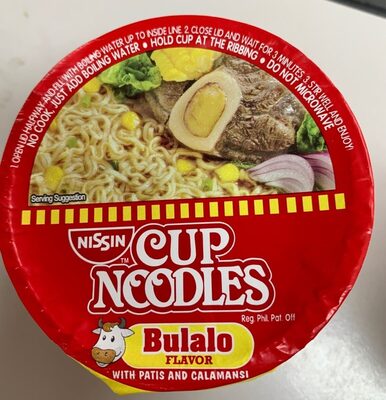 1. OPEN LID HALFWAY AND FILL WITH BOILING WATER UP TO INSIDE LINE 2. CLOSE LID AND WAIT FOR 3 MINUTES 3. STIR WELL AND ENJOY!
NO COOK, JUST ADD BOILING WATER • HOLD CUP AT THE RIBBING • DO NOT MICROWAVE
Serving Suggestion
NISSIN
TM
CUP
NOODLES
Reg. Phil. Pat. Off
Bulalo
FLAVOR
WITH PATIS AND CALAMANSI